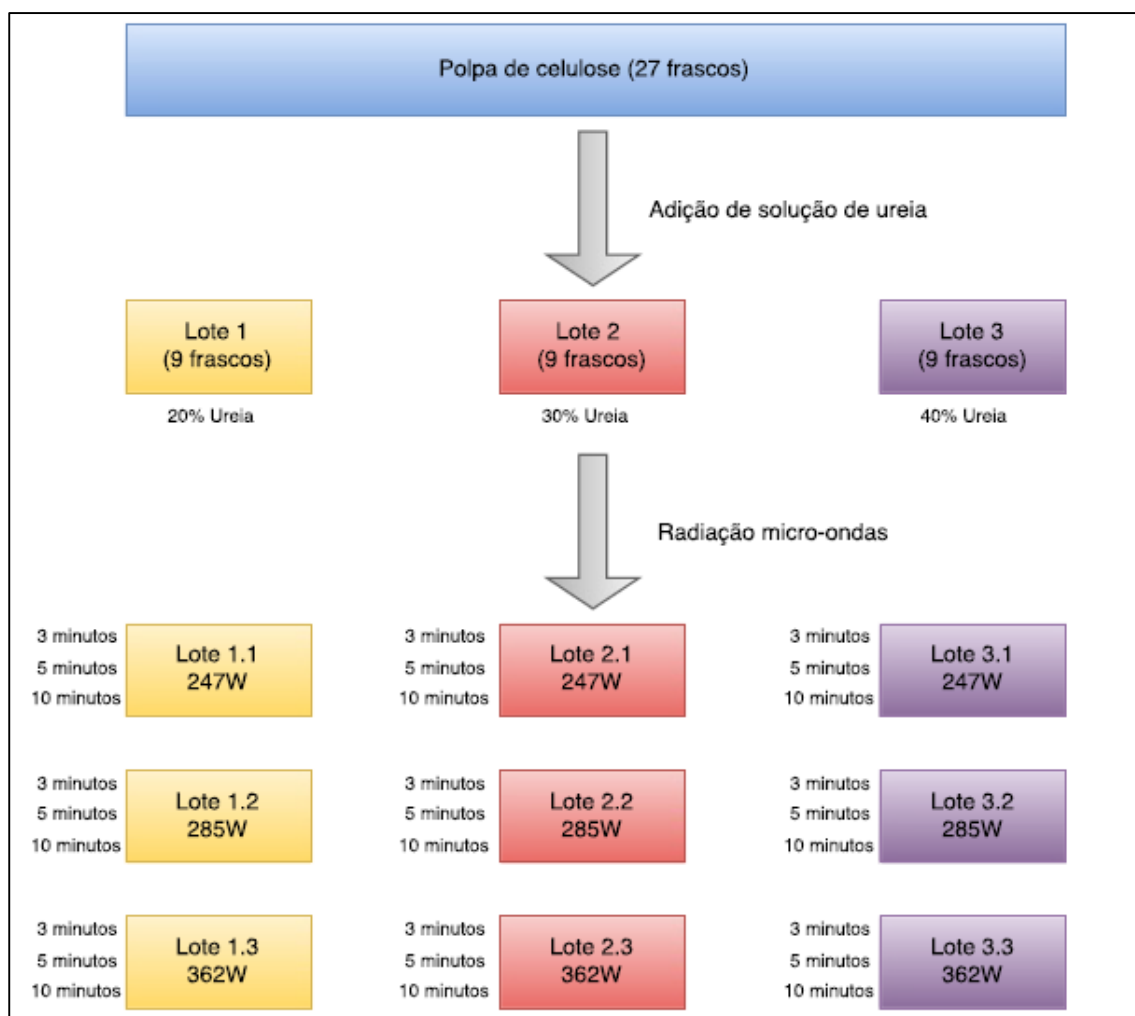 Polpa de celulose (27 frascos)
Adição de solução de ureia
Lote 1
(9 frascos)
20% Ureia
Lote 2
(9 frascos)
30% Ureia
Lote 3
(9 frascos)
40% Ureia
Radiação micro-ondas
3 minutos
5 minutos
10 minutos
Lote 1.1
247W
3 minutos
5 minutos
10 minutos
Lote 2.1
247W
3 minutos
5 minutos
10 minutos
Lote 3.1
247W
3 minutos
5 minutos
10 minutos
Lote 1.2
285W
3 minutos
5 minutos
10 minutos
Lote 2.2
285W
3 minutos
5 minutos
10 minutos
Lote 3.2
285W
3 minutos
5 minutos
10 minutos
Lote 1.3
362W
3 minutos
5 minutos
10 minutos
Lote 2.3
362W
3 minutos
5 minutos
10 minutos
Lote 3.3
362W